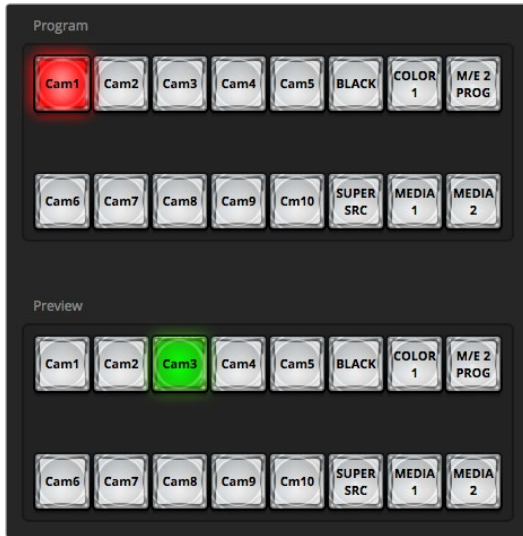 Program
Cam1 Cam2 Cam3 Cam4 Cam5 BLACK COLOR 1 M/E 2 PROG
Cam6 Cam7 Cam8 Cam9 Cm10 SUPER SRC MEDIA 1 MEDIA 2
Preview
Cam1 Cam2 Cam3 Cam4 Cam5 BLACK COLOR 1 M/E 2 PROG
Cam6 Cam7 Cam8 Cam9 Cm10 SUPER SRC MEDIA 1 MEDIA 2